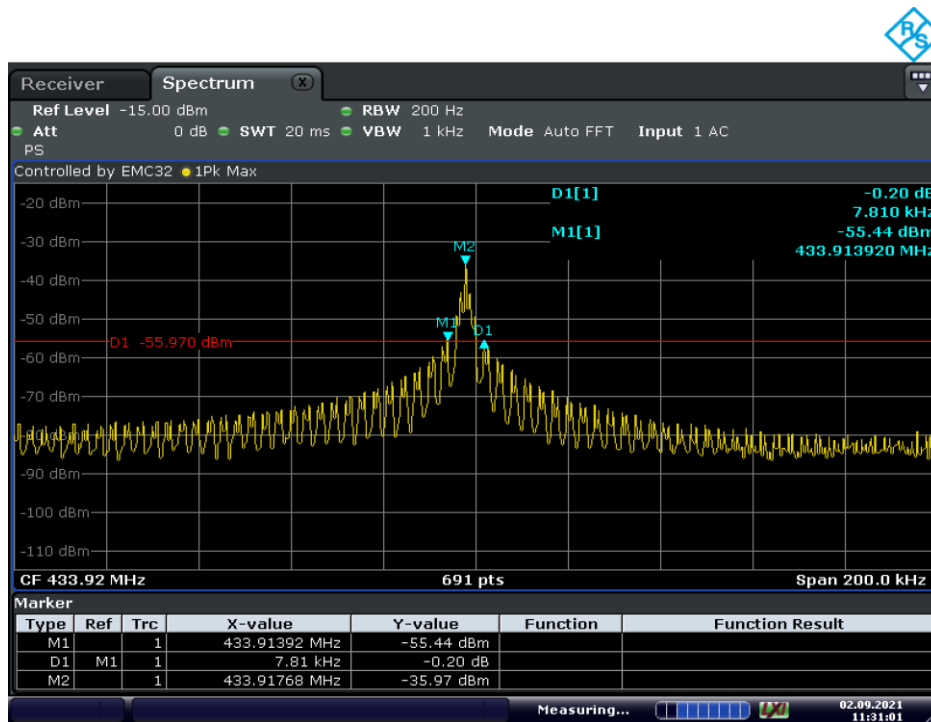 R&S
Receiver Spectrum X
Ref Level -15.00 dBm RBW 200 Hz
Att 0 dB SWT 20 ms VBW 1 kHz Mode Auto FFT Input 1 AC
PS
Controlled by EMC32 1Pk Max
D1[1] -0.20 dB
7.810 kHz
M1[1] -55.44 dBm
433.913920 MHz
-20 dBm
-30 dBm
M2
-40 dBm
-50 dBm
M1 D1
D1 -55.970 dBm
-60 dBm
-70 dBm
-80 dBm
-90 dBm
-100 dBm
-110 dBm
CF 433.92 MHz 691 pts Span 200.0 kHz
Marker
Type Ref Trc X-value Y-value Function Function Result
M1 1 433.91392 MHz -55.44 dBm
D1 M1 1 7.81 kHz -0.20 dB
M2 1 433.91768 MHz -35.97 dBm
Measuring... LXI 02.09.2021
11:31:01